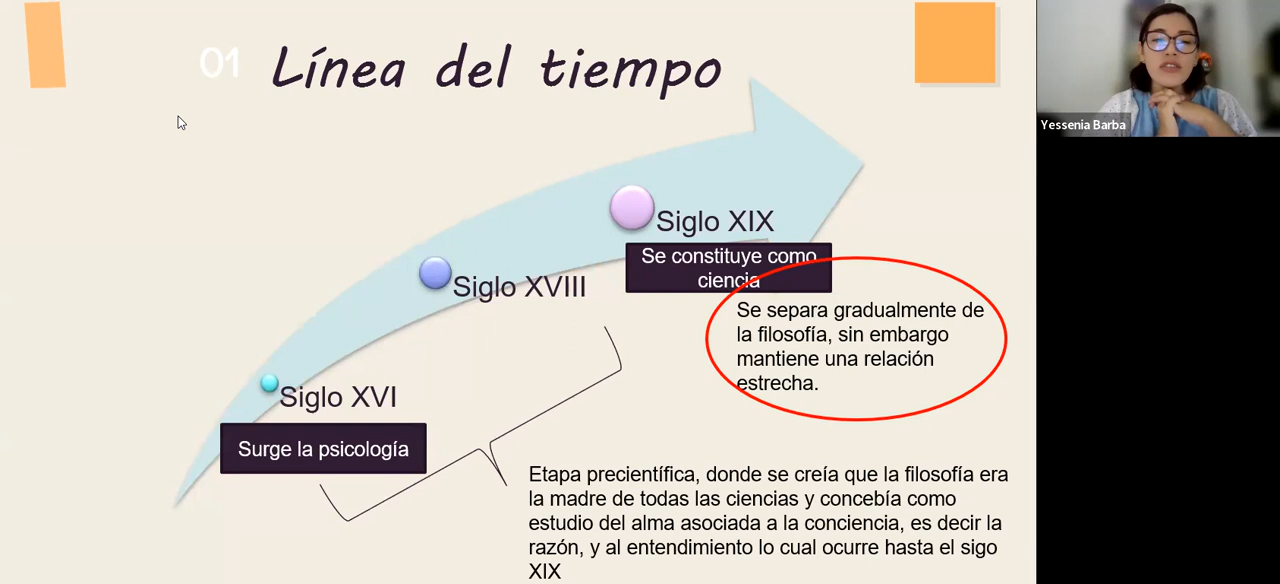 01 Línea del tiempo
Yessenia Barba
Siglo XIX
Se constituye como
ciencia
Siglo XVIII
Se separa gradualmente de
la filosofía, sin embargo
mantiene una relación
estrecha.
Siglo XVI
Surge la psicología
Etapa precientífica, donde se creía que la filosofía era
la madre de todas las ciencias y concebía como
estudio del alma asociada a la conciencia, es decir la
razón, y al entendimiento lo cual ocurre hasta el sigo
XIX